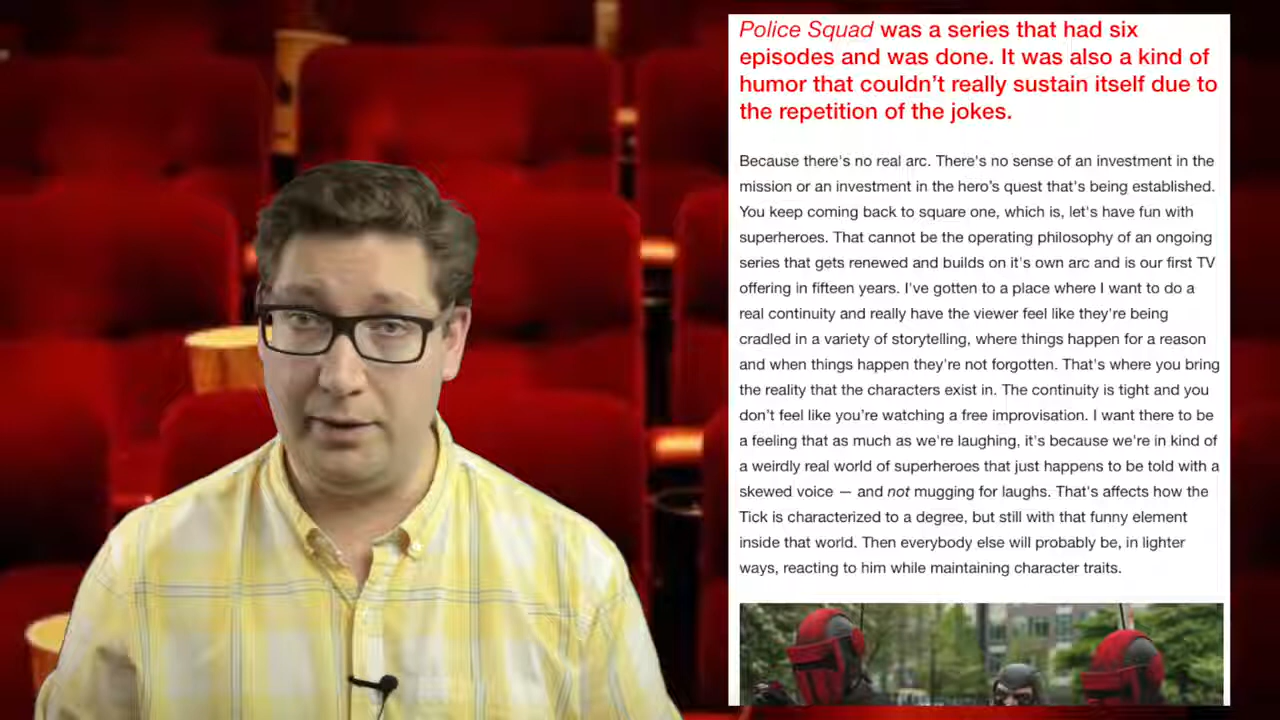 Police Squad was a series that had six
episodes and was done. It was also a kind of
humor that couldn’t really sustain itself due to
the repetition of the jokes.
Because there's no real arc. There's no sense of an investment in the
mission or an investment in the hero’s quest that's being established.
You keep coming back to square one, which is, let's have fun with
superheroes. That cannot be the operating philosophy of an ongoing
series that gets renewed and builds on it's own arc and is our first TV
offering in fifteen years. I've gotten to a place where I want to do a
real continuity and really have the viewer feel like they're being
cradled in a variety of storytelling, where things happen for a reason
and when things happen they're not forgotten. That's where you bring
the reality that the characters exist in. The continuity is tight and you
don’t feel like you’re watching a free improvisation. I want there to be
a feeling that as much as we're laughing, it's because we're in kind of
a weirdly real world of superheroes that just happens to be told with a
skewed voice — and not mugging for laughs. That's affects how the
Tick is characterized to a degree, but still with that funny element
inside that world. Then everybody else will probably be, in lighter
ways, reacting to him while maintaining character traits.